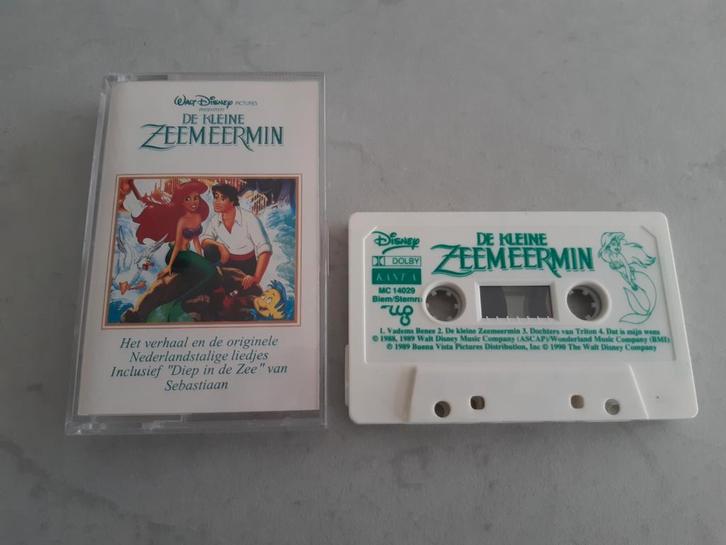 Walt Disney PICTURES
PRESENTEERT
DE KLEINE
ZEEMEERMIN
Het verhaal en de originele
Nederlandstalige liedjes
Inclusief "Diep in de Zee" van
Sebastiaan
Disney
DE KLEINE
ZEEMEERMIN
DOLBY
KANT A
MC 14029
Biem/Stemra
1. Vadems Benee 2. De kleine Zeemeermin 3. Dochters van Triton 4. Dat is mijn wens
© 1988, 1989 Walt Disney Music Company (ASCAP)/Wonderland Music Company (BMI)
© 1989 Buena Vista Pictures Distribution, Inc © 1990 The Walt Disney Company